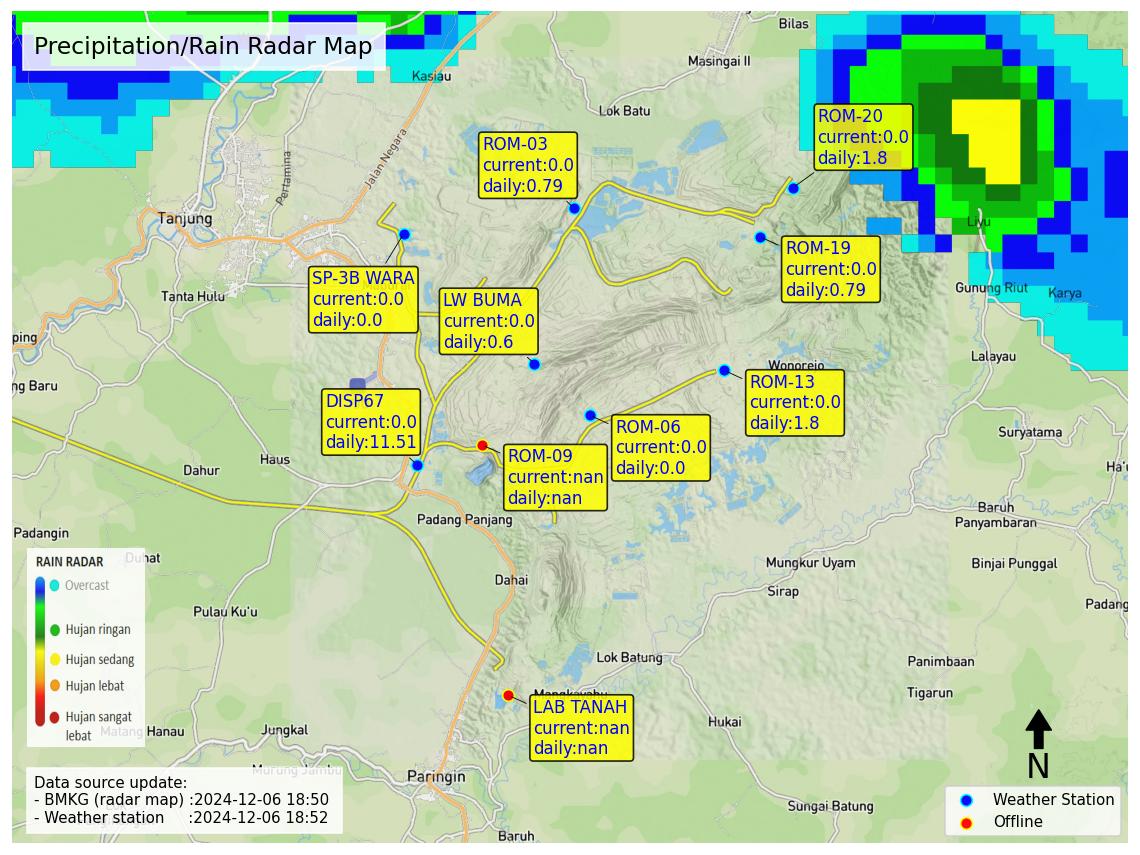 Precipitation/Rain Radar Map
Bilas
Masingai II
Kasiau
Lok Batu
ROM-20
current:0.0
daily:1.8
ROM-03
current:0.0
daily:0.79
Jalan Negara
Pertamina
Tanjung
Liyu
ROM-19
current:0.0
daily:0.79
SP-3B WARA
current:0.0
daily:0.0
LW BUMA
current:0.0
daily:0.6
Tanta Hulu
Gunung Riut
Karya
ping
Lalayau
Wonorejo
ng Baru
ROM-13
current:0.0
daily:1.8
DISP67
current:0.0
daily:11.51
ROM-06
current:0.0
daily:0.0
ROM-09
current:nan
daily:nan
Suryatama
Haus
Dahur
Ha'u
Padang Panjang
Baruh
Panyambaran
Padangin
Duhat
Mungkur Uyam
Binjai Punggal
Dahai
Sirap
Padang
Pulau Ku'u
RAIN RADAR
Overcast
Hujan ringan
Hujan sedang
Hujan lebat
Hujan sangat
lebat
Lok Batung
Panimbaan
Tigarun
LAB TANAH
current:nan
daily:nan
Hukai
Manau
Jungkal
Murung Jambu
Paringin
Sungai Batung
Baruh
Data source update:
- BMKG (radar map) :2024-12-06 18:50
- Weather station :2024-12-06 18:52
N
Weather Station
Offline